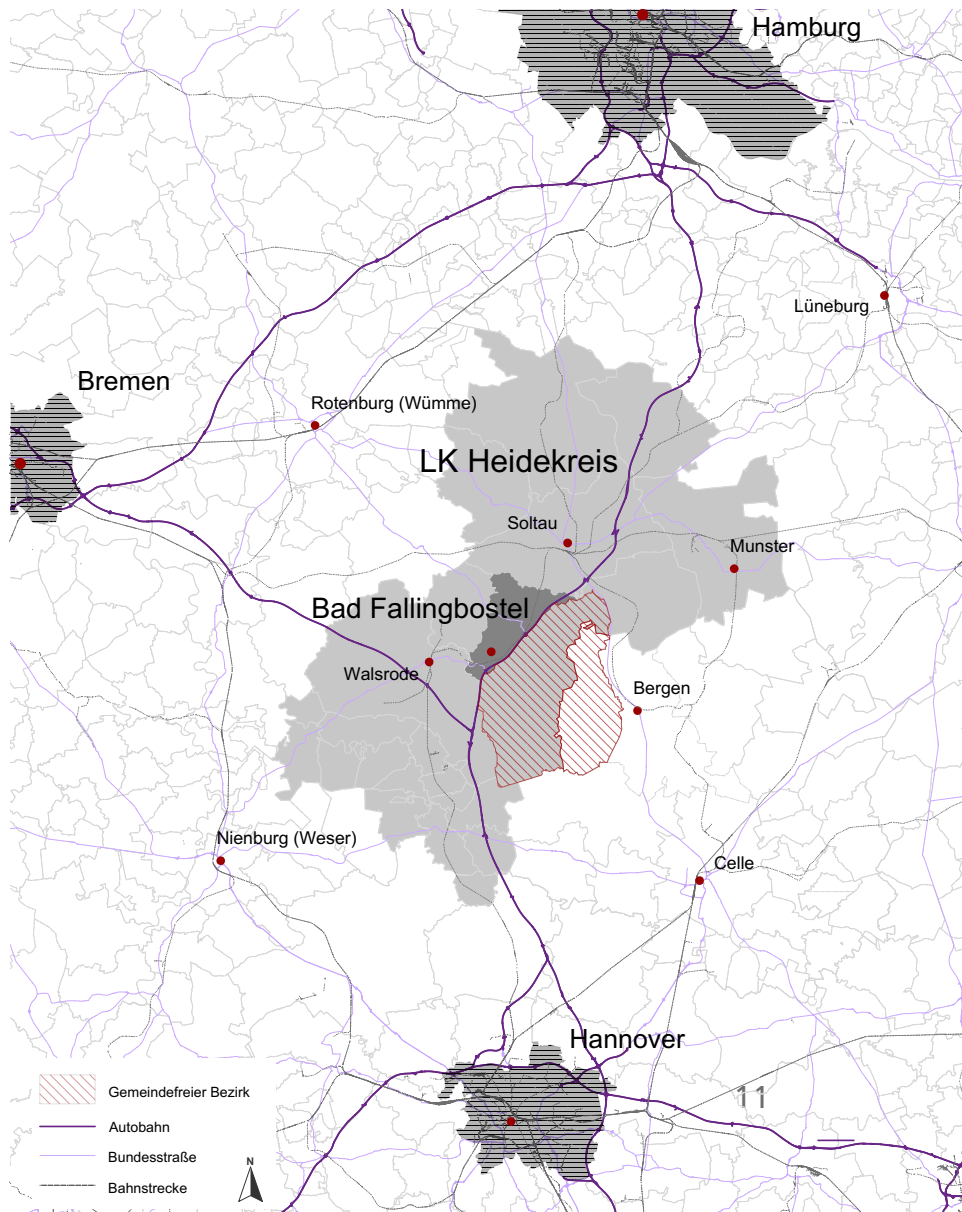 Hamburg
Lüneburg
Bremen
Rotenburg (Wümme)
LK Heidekreis
Soltau
Munster
Bad Fallingbostel
Walsrode
Bergen
Nienburg (Weser)
Celle
Hannover
11
Gemeindefreier Bezirk
Autobahn
Bundesstraße
Bahnstrecke
N